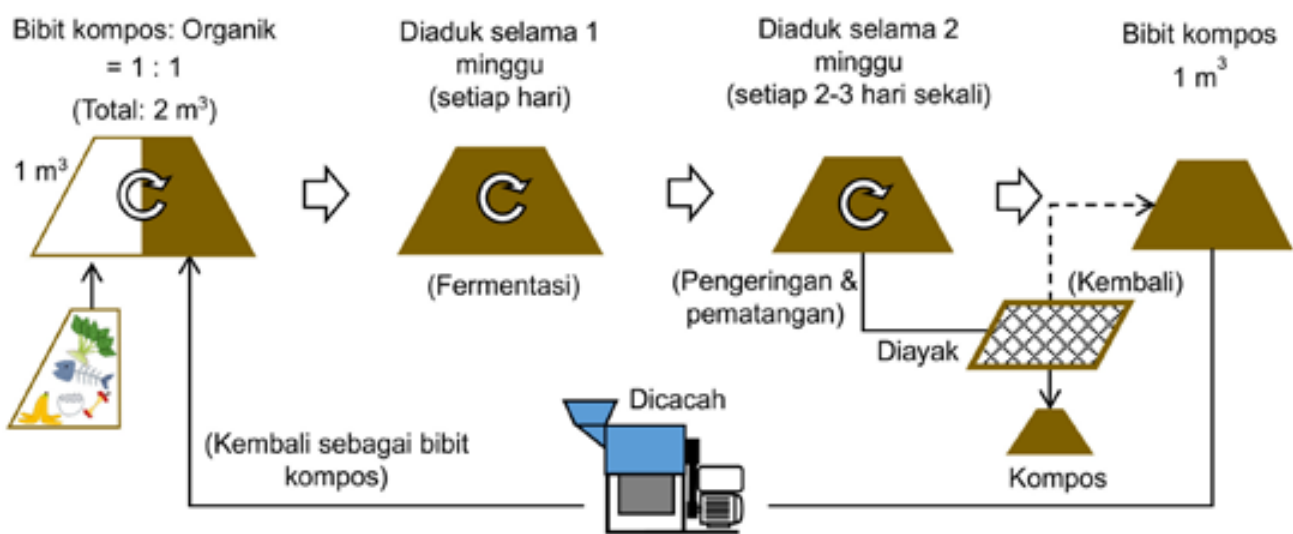 Bibit kompos: Organik
= 1 : 1
(Total: 2 m³)
1 m³
Diaduk selama 1
minggu
(setiap hari)
(Fermentasi)
Diaduk selama 2
minggu
(setiap 2-3 hari sekali)
(Pengeringan &
pematangan)
Bibit kompos
1 m³
(Kembali)
Diayak
Kompos
Dicacah
(Kembali sebagai bibit
kompos)